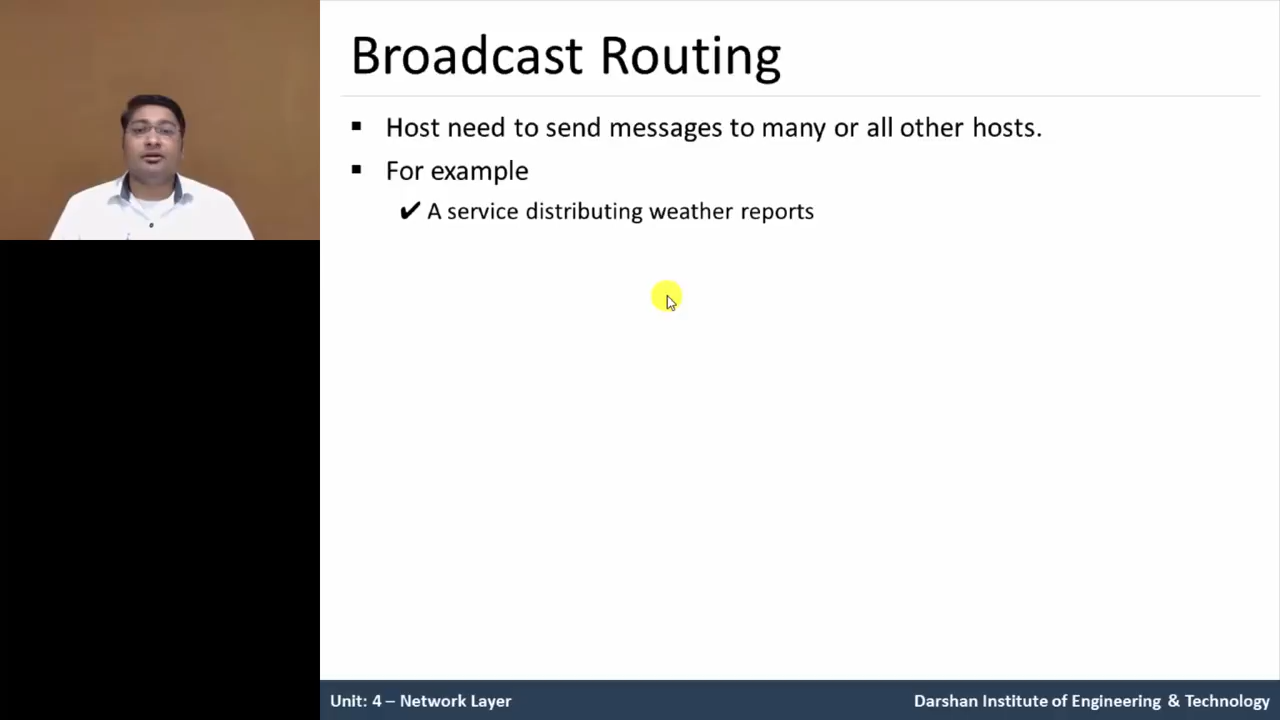 Broadcast Routing
▪ Host need to send messages to many or all other hosts.
▪ For example
✔ A service distributing weather reports
Unit: 4 – Network Layer
Darshan Institute of Engineering & Technology